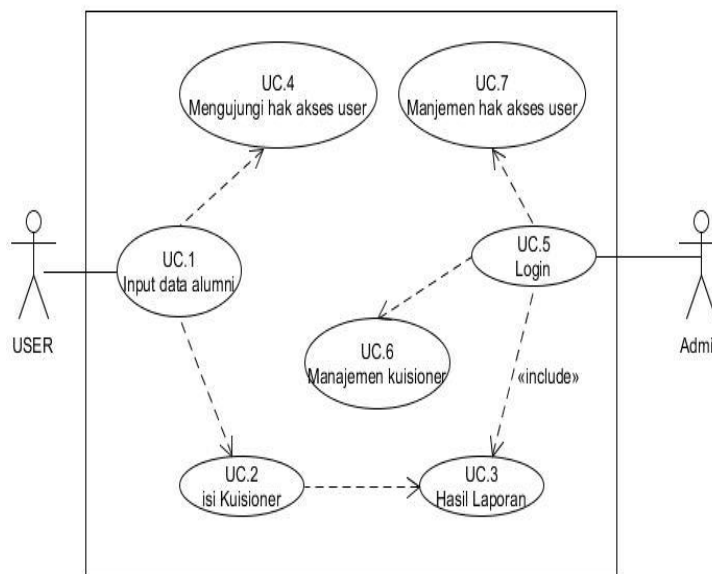 UC.4
Mengujungi hak akses user
UC.7
Manjemen hak akses user
UC.1
Input data alumni
UC.5
Login
USER
Admi
UC.6
Manajemen kuisioner
«include»
UC.2
isi Kuisioner
UC.3
Hasil Laporan